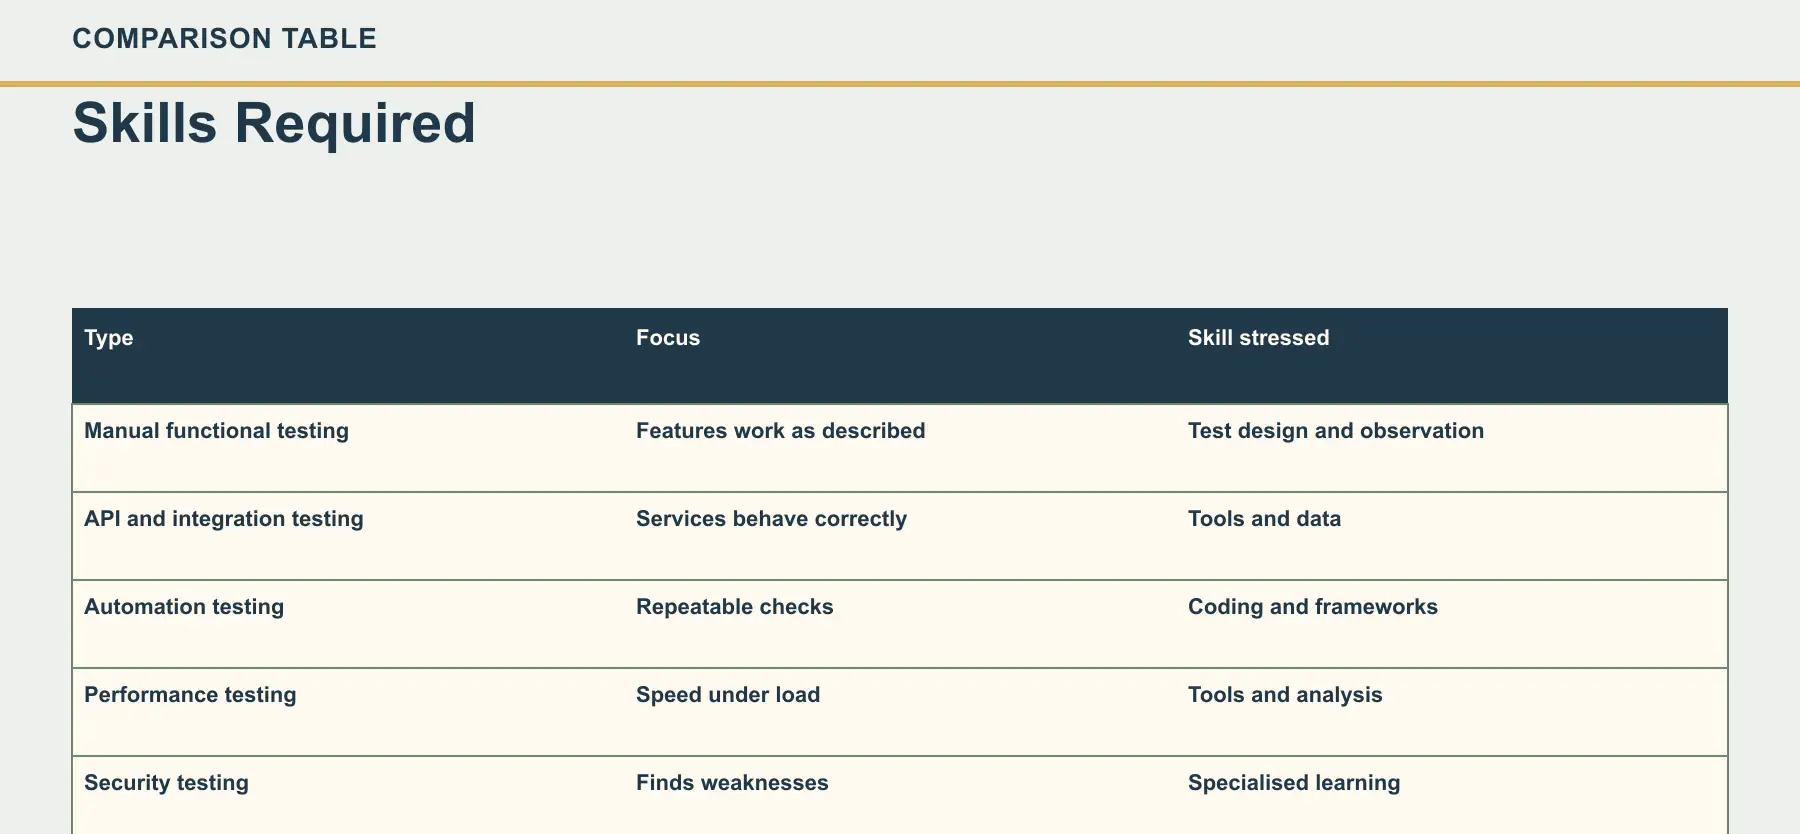 COMPARISON TABLE
Skills Required
Type Focus Skill stressed
Manual functional testing Features work as described Test design and observation
API and integration testing Services behave correctly Tools and data
Automation testing Repeatable checks Coding and frameworks
Performance testing Speed under load Tools and analysis
Security testing Finds weaknesses Specialised learning